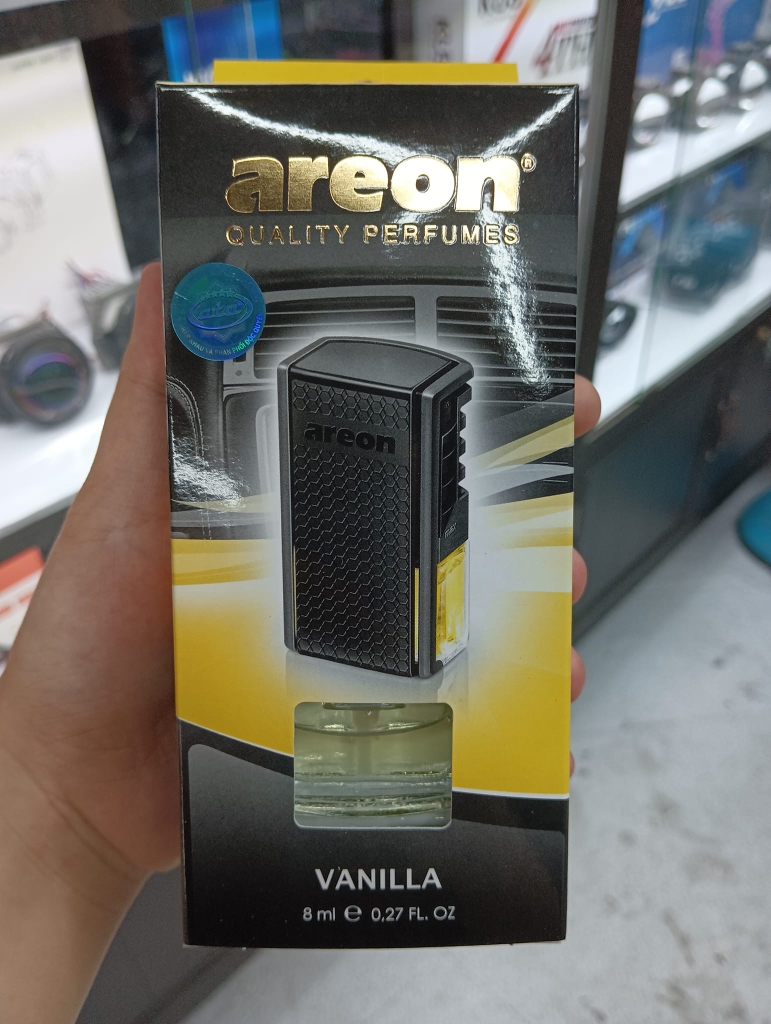 areon®
QUALITY PERFUMES
areon
VANILLA
8 ml ℮ 0,27 FL. OZ